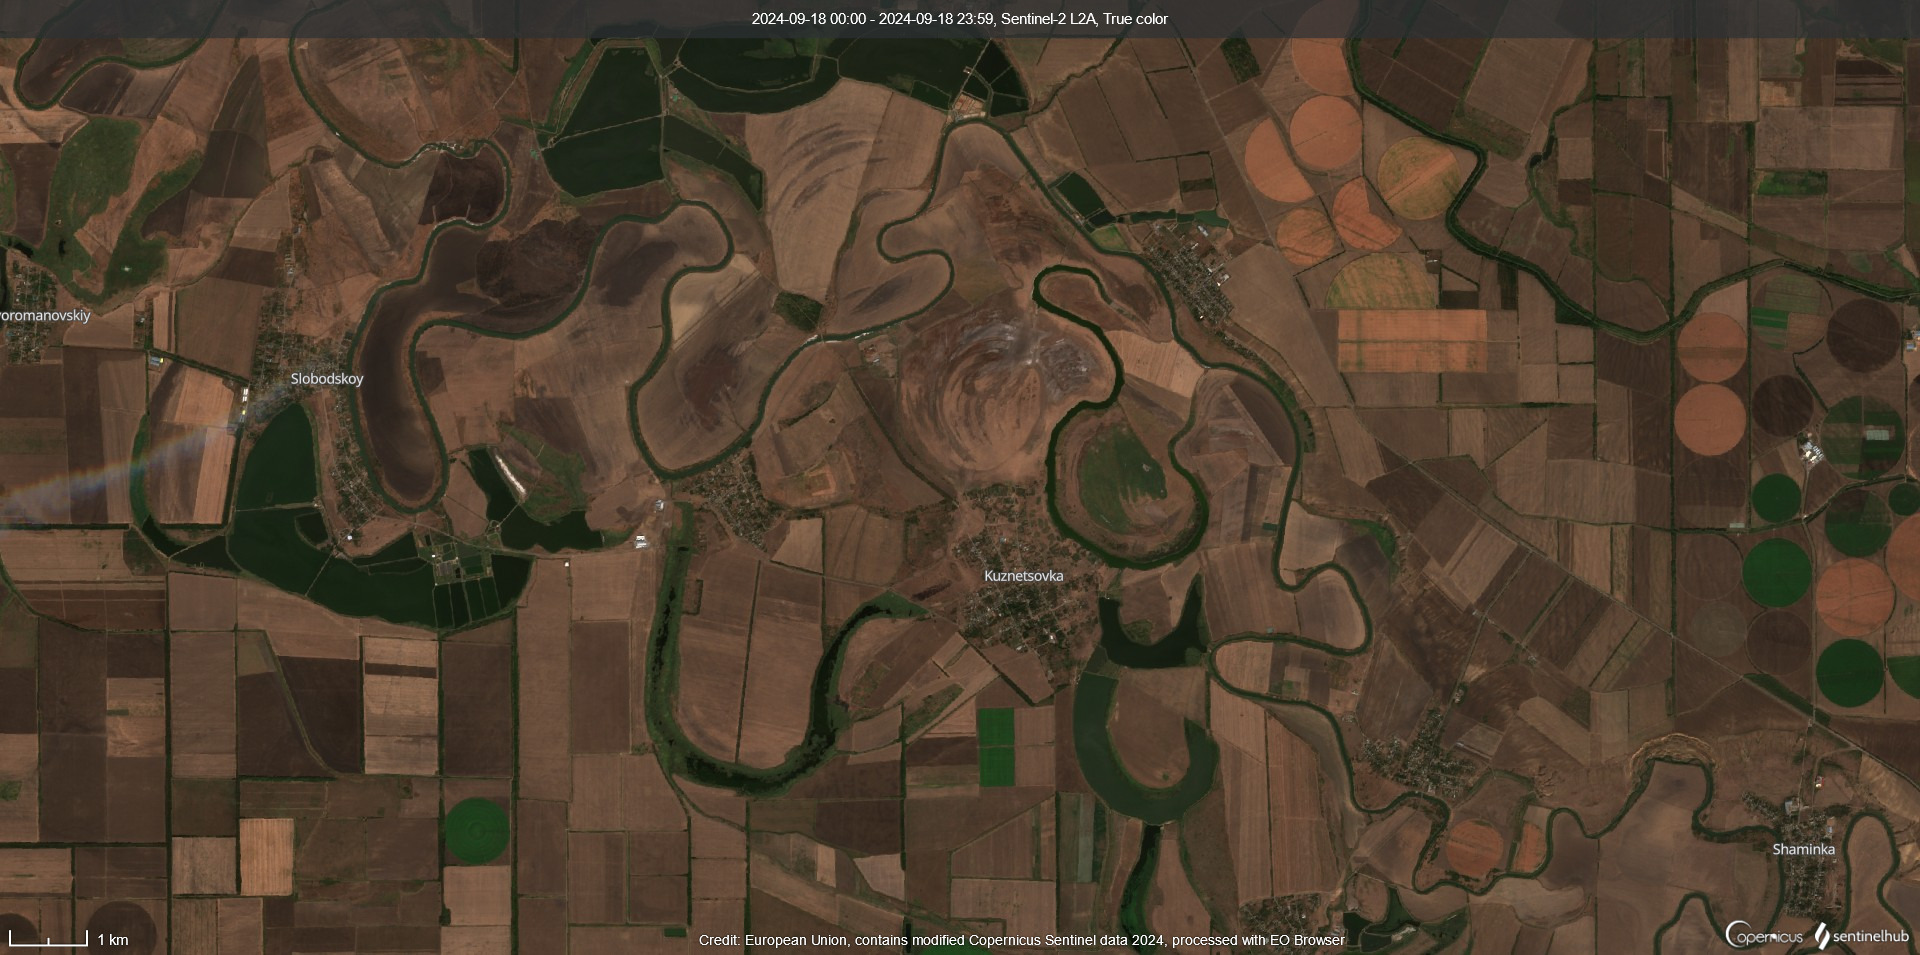 2024-09-18 00:00 - 2024-09-18 23:59, Sentinel-2 L2A, True color
voromanovskiy
Slobodskoy
Kuznetsovka
Shaminka
1 km
Credit: European Union, contains modified Copernicus Sentinel data 2024, processed with EO Browser
Copernicus
sentinelhub